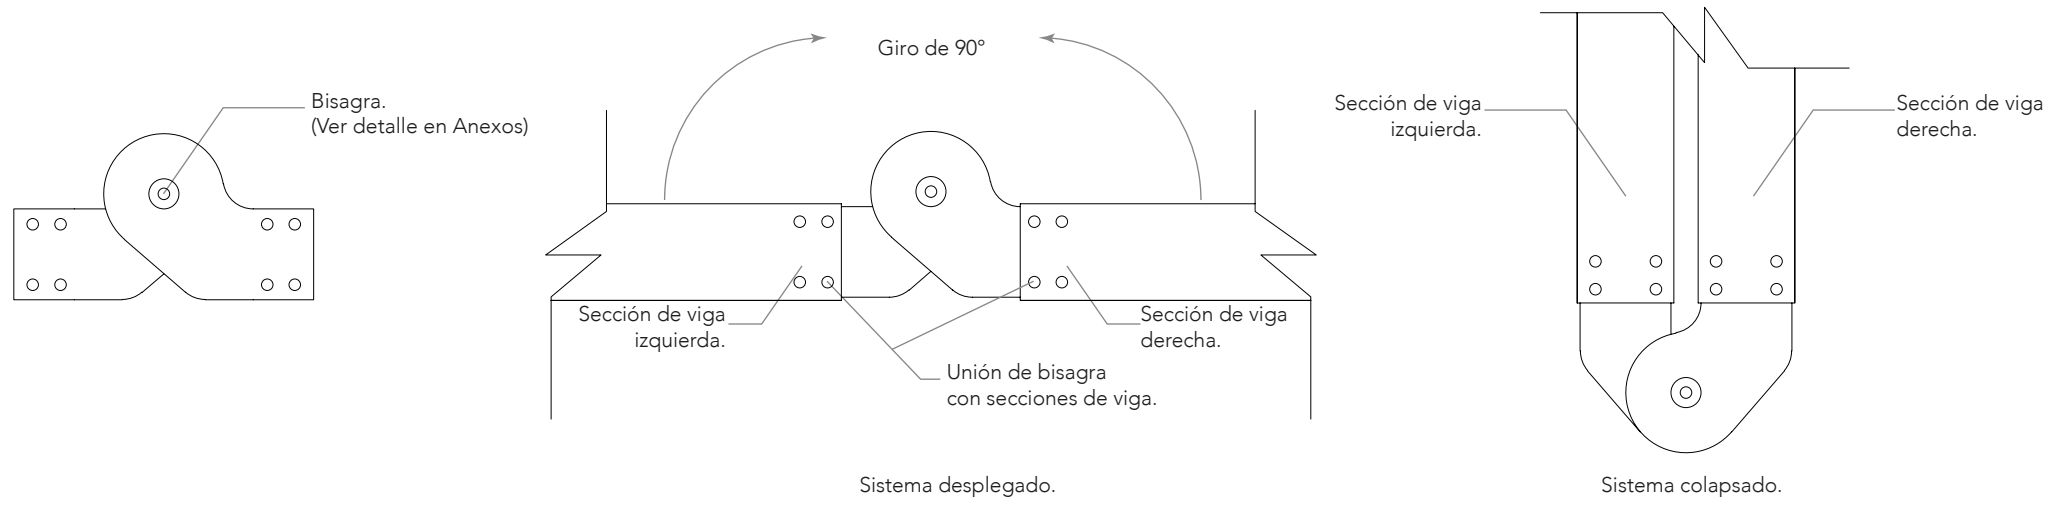 Bisagra.
(Ver detalle en Anexos)
Giro de 90°
Sección de viga
izquierda.
Sección de viga
derecha.
Unión de bisagra
con secciones de viga.
Sistema desplegado.
Sección de viga
izquierda.
Sección de viga
derecha.
Sistema colapsado.